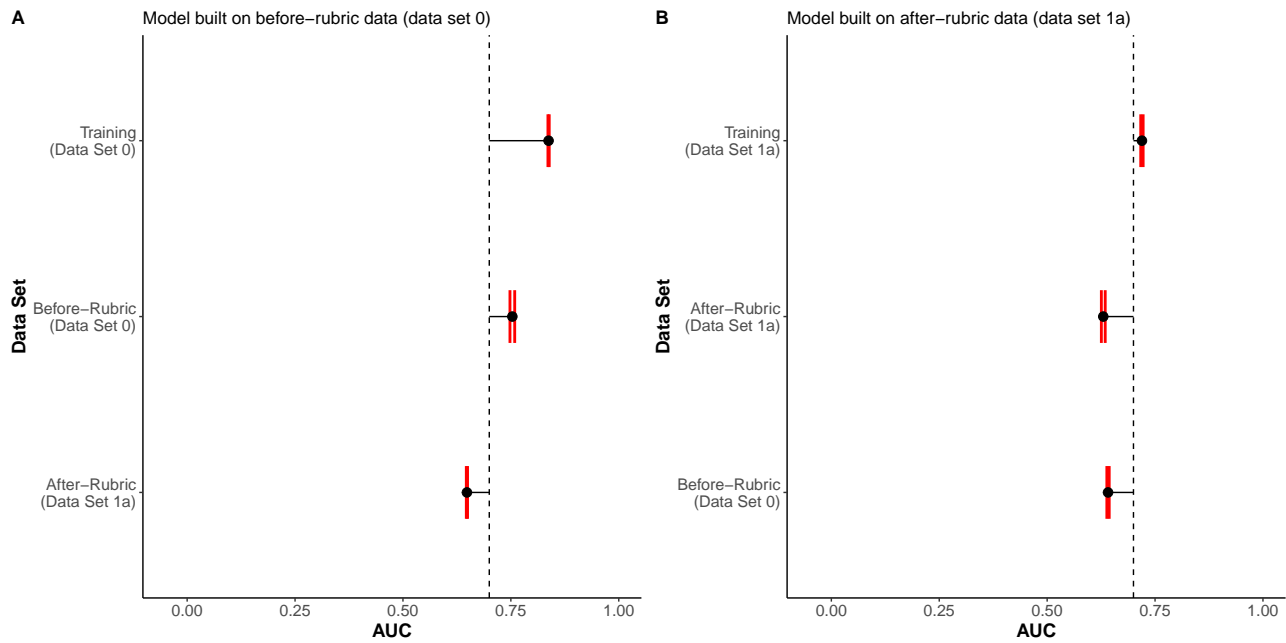 A
Model built on before−rubric data (data set 0)
Data Set
Training
(Data Set 0)
Before−Rubric
(Data Set 0)
After−Rubric
(Data Set 1a)
0.00
0.25
0.50
0.75
1.00
AUC
B
Model built on after−rubric data (data set 1a)
Data Set
Training
(Data Set 1a)
After−Rubric
(Data Set 1a)
Before−Rubric
(Data Set 0)
0.00
0.25
0.50
0.75
1.00
AUC